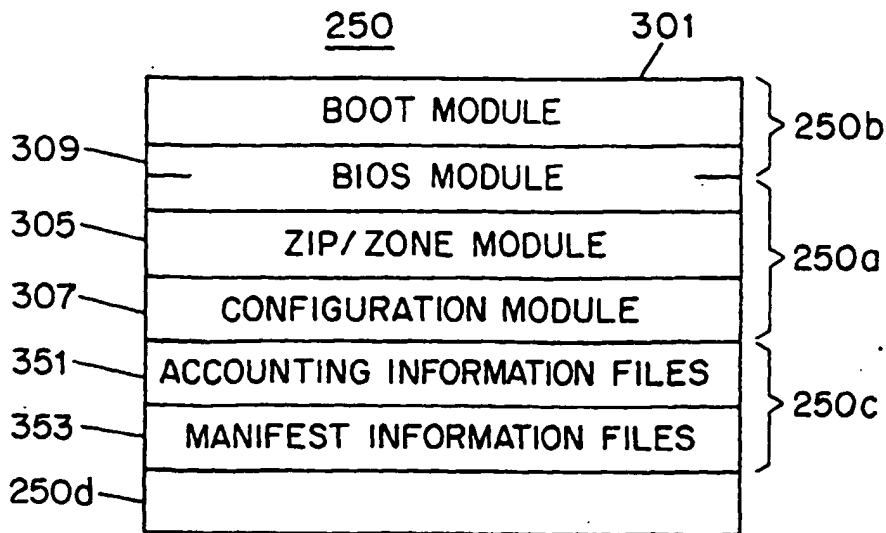 250
301
BOOT MODULE
250b
309
BIOS MODULE
305
ZIP/ZONE MODULE
250a
307
CONFIGURATION MODULE
351
ACCOUNTING INFORMATION FILES
250c
353
MANIFEST INFORMATION FILES
250d